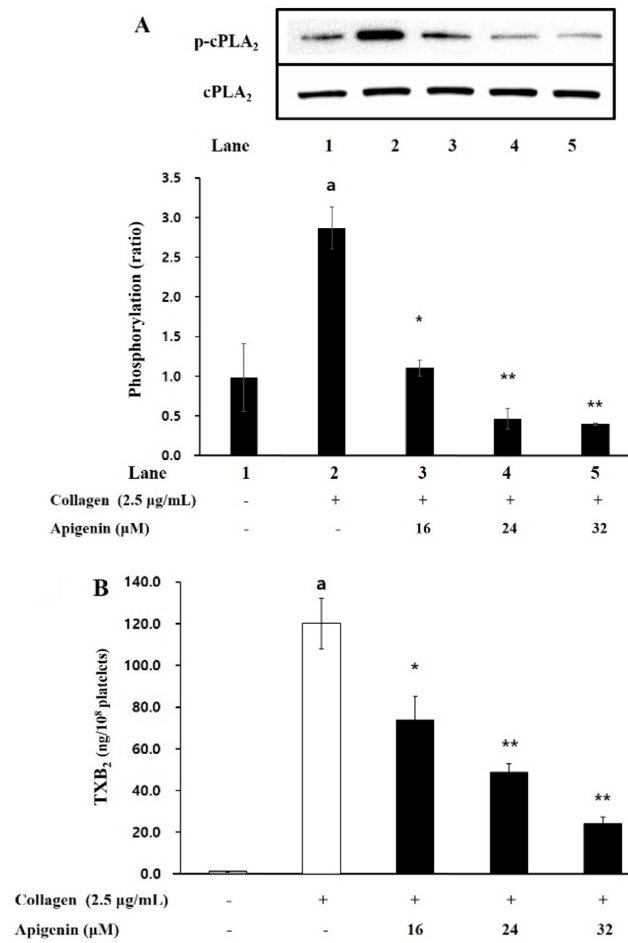 A
p-cPLA₂
cPLA₂
Lane 1 2 3 4 5
Phosphorylation (ratio)
3.5
3.0
2.5
2.0
1.5
1.0
0.5
0.0
a
*
**
**
Lane 1 2 3 4 5
Collagen (2.5 µg/mL) - + + + +
Apigenin (µM) - - 16 24 32
B
TXB₂ (ng/10⁸ platelets)
140.0
120.0
100.0
80.0
60.0
40.0
20.0
0.0
a
*
**
**
Collagen (2.5 µg/mL) - + + + +
Apigenin (µM) - - 16 24 32